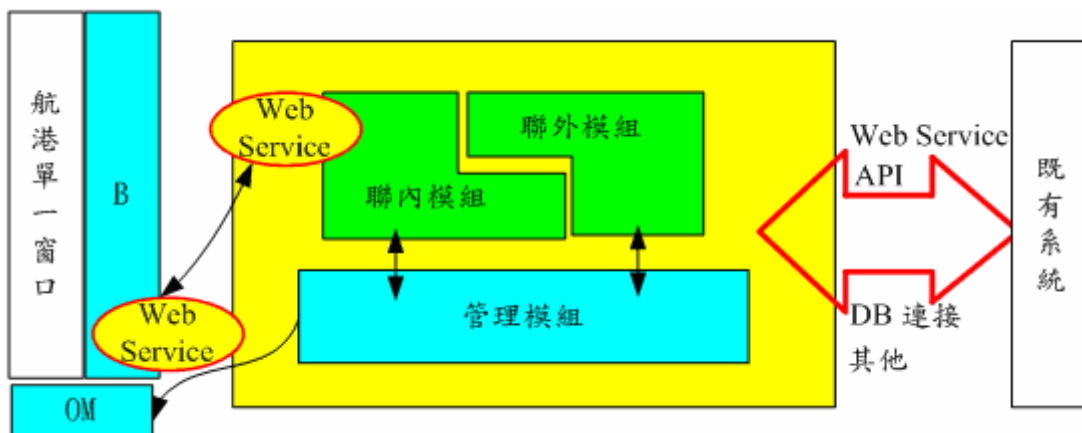 航港單一窗口
B
OM
Web
Service
Web
Service
聯內模組
聯外模組
管理模組
Web Service
API
DB 連接
其他
既有系統